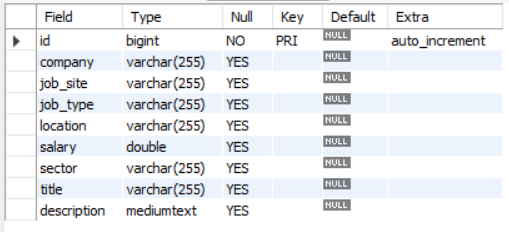 Field Type Null Key Default Extra
id bigint NO PRI NULL auto_increment
company varchar(255) YES NULL
job_site varchar(255) YES NULL
job_type varchar(255) YES NULL
location varchar(255) YES NULL
salary double YES NULL
sector varchar(255) YES NULL
title varchar(255) YES NULL
description mediumtext YES NULL